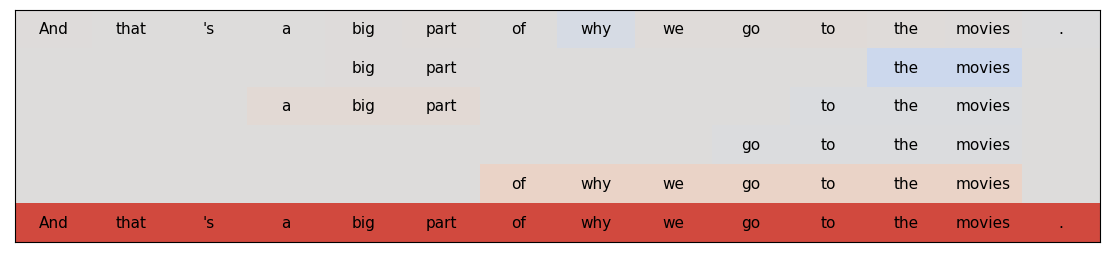 And that 's a big part of why we go to the movies .
big part the movies
a big part to the movies
go to the movies
of why we go to the movies
And that 's a big part of why we go to the movies .